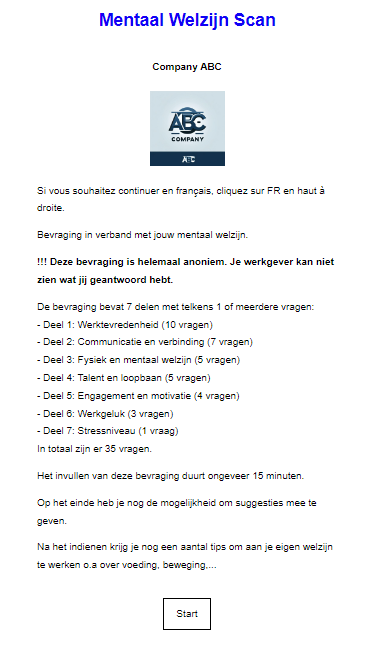 Mentaal Welzijn Scan
Company ABC
ABC
COMPANY
Si vous souhaitez continuer en français, cliquez sur FR en haut à
droite.
Bevraging in verband met jouw mentaal welzijn.
!!! Deze bevraging is helemaal anoniem. Je werkgever kan niet
zien wat jij geantwoord hebt.
De bevraging bevat 7 delen met telkens 1 of meerdere vragen:
- Deel 1: Werktevredenheid (10 vragen)
- Deel 2: Communicatie en verbinding (7 vragen)
- Deel 3: Fysiek en mentaal welzijn (5 vragen)
- Deel 4: Talent en loopbaan (5 vragen)
- Deel 5: Engagement en motivatie (4 vragen)
- Deel 6: Werkgeluk (3 vragen)
- Deel 7: Stressniveau (1 vraag)
In totaal zijn er 35 vragen.
Het invullen van deze bevraging duurt ongeveer 15 minuten.
Op het einde heb je nog de mogelijkheid om suggesties mee te
geven.
Na het indienen krijg je nog een aantal tips om aan je eigen welzijn
te werken o.a over voeding, beweging,...
Start